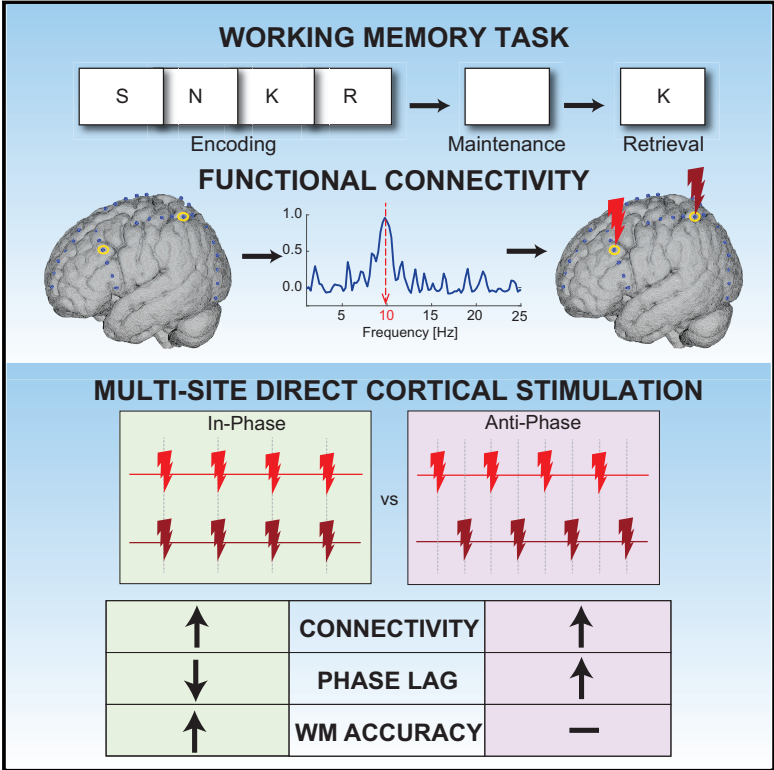 WORKING MEMORY TASK
S N K R K
Encoding Maintenance Retrieval
FUNCTIONAL CONNECTIVITY
1.0
0.5
0.0
5 10 15 20 25
Frequency [Hz]
MULTI-SITE DIRECT CORTICAL STIMULATION
In-Phase Anti-Phase
vs
CONNECTIVITY
PHASE LAG
WM ACCURACY